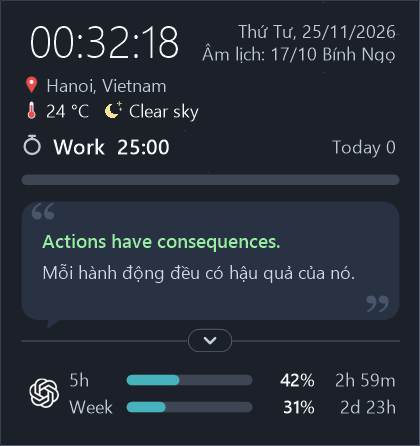 00:32:18
Thứ Tư, 25/11/2026
Âm lịch: 17/10 Bính Ngọ
Hanoi, Vietnam
24 °C Clear sky
Work 25:00 Today 0
Actions have consequences.
Mỗi hành động đều có hậu quả của nó.
5h 42% 2h 59m
Week 31% 2d 23h